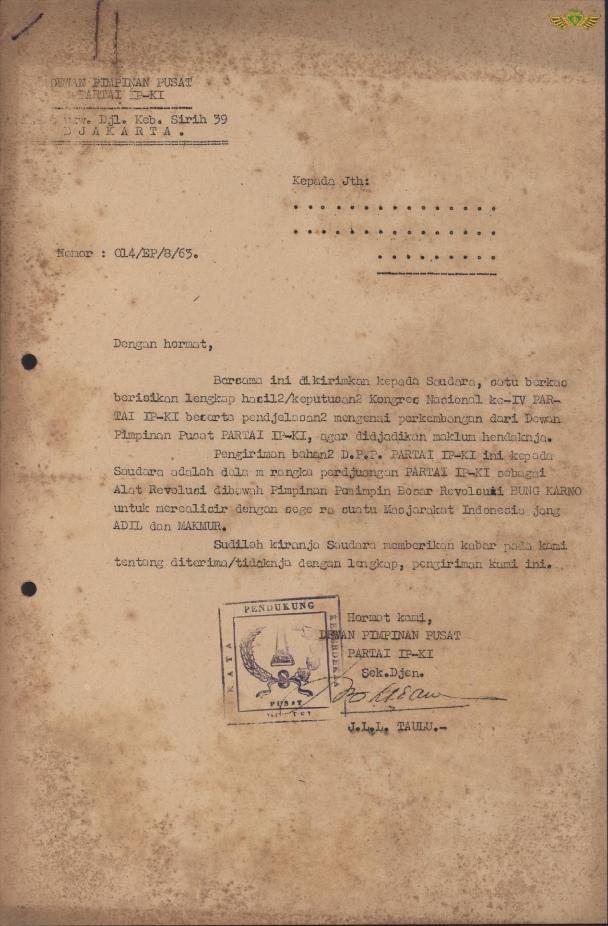 DEWAN PIMPINAN PUSAT
PARTAI IP-KI
Djl. Keb. Sirih 39
DJAKARTA.
Kepada Jth:
Nomor : 014/EP/8/63.
Dengan hormat,
Bersama ini dikirimkan kepada Saudara, satu berkas
berisikan lengkap hasil2/keputusan2 Kongres Nasional ke-IV PAR-
TAI IP-KI beserta pendjelasan2 mengenai perkembangan dari Dewan
Pimpinan Pusat PARTAI IP-KI, agar didjadikan maklum hendaknja.
Pengiriman bahan2 D.P.P. PARTAI IP-KI ini kepada
Saudara adalah dala m rangka perdjuangan PARTAI IP-KI sebagai
Alat Revolusi dibawah Pimpinan Pemimpin Besar Revolsuti BUNG KARNO
untuk merealisir dengan sege ra suatu Masjarakat Indonesia jang
ADIL dan MAKMUR.
Sudilah kiranja Saudara memberikan kabar pada kami
tentang diterima/tidaknja dengan lengkap, pengiriman kami ini.
Hormat kami,
DEWAN PIMPINAN PUSAT
PARTAI IP-KI
Sek.Djen.
J.L.L. TAULU.-
PENDUKUNG
PUSAT